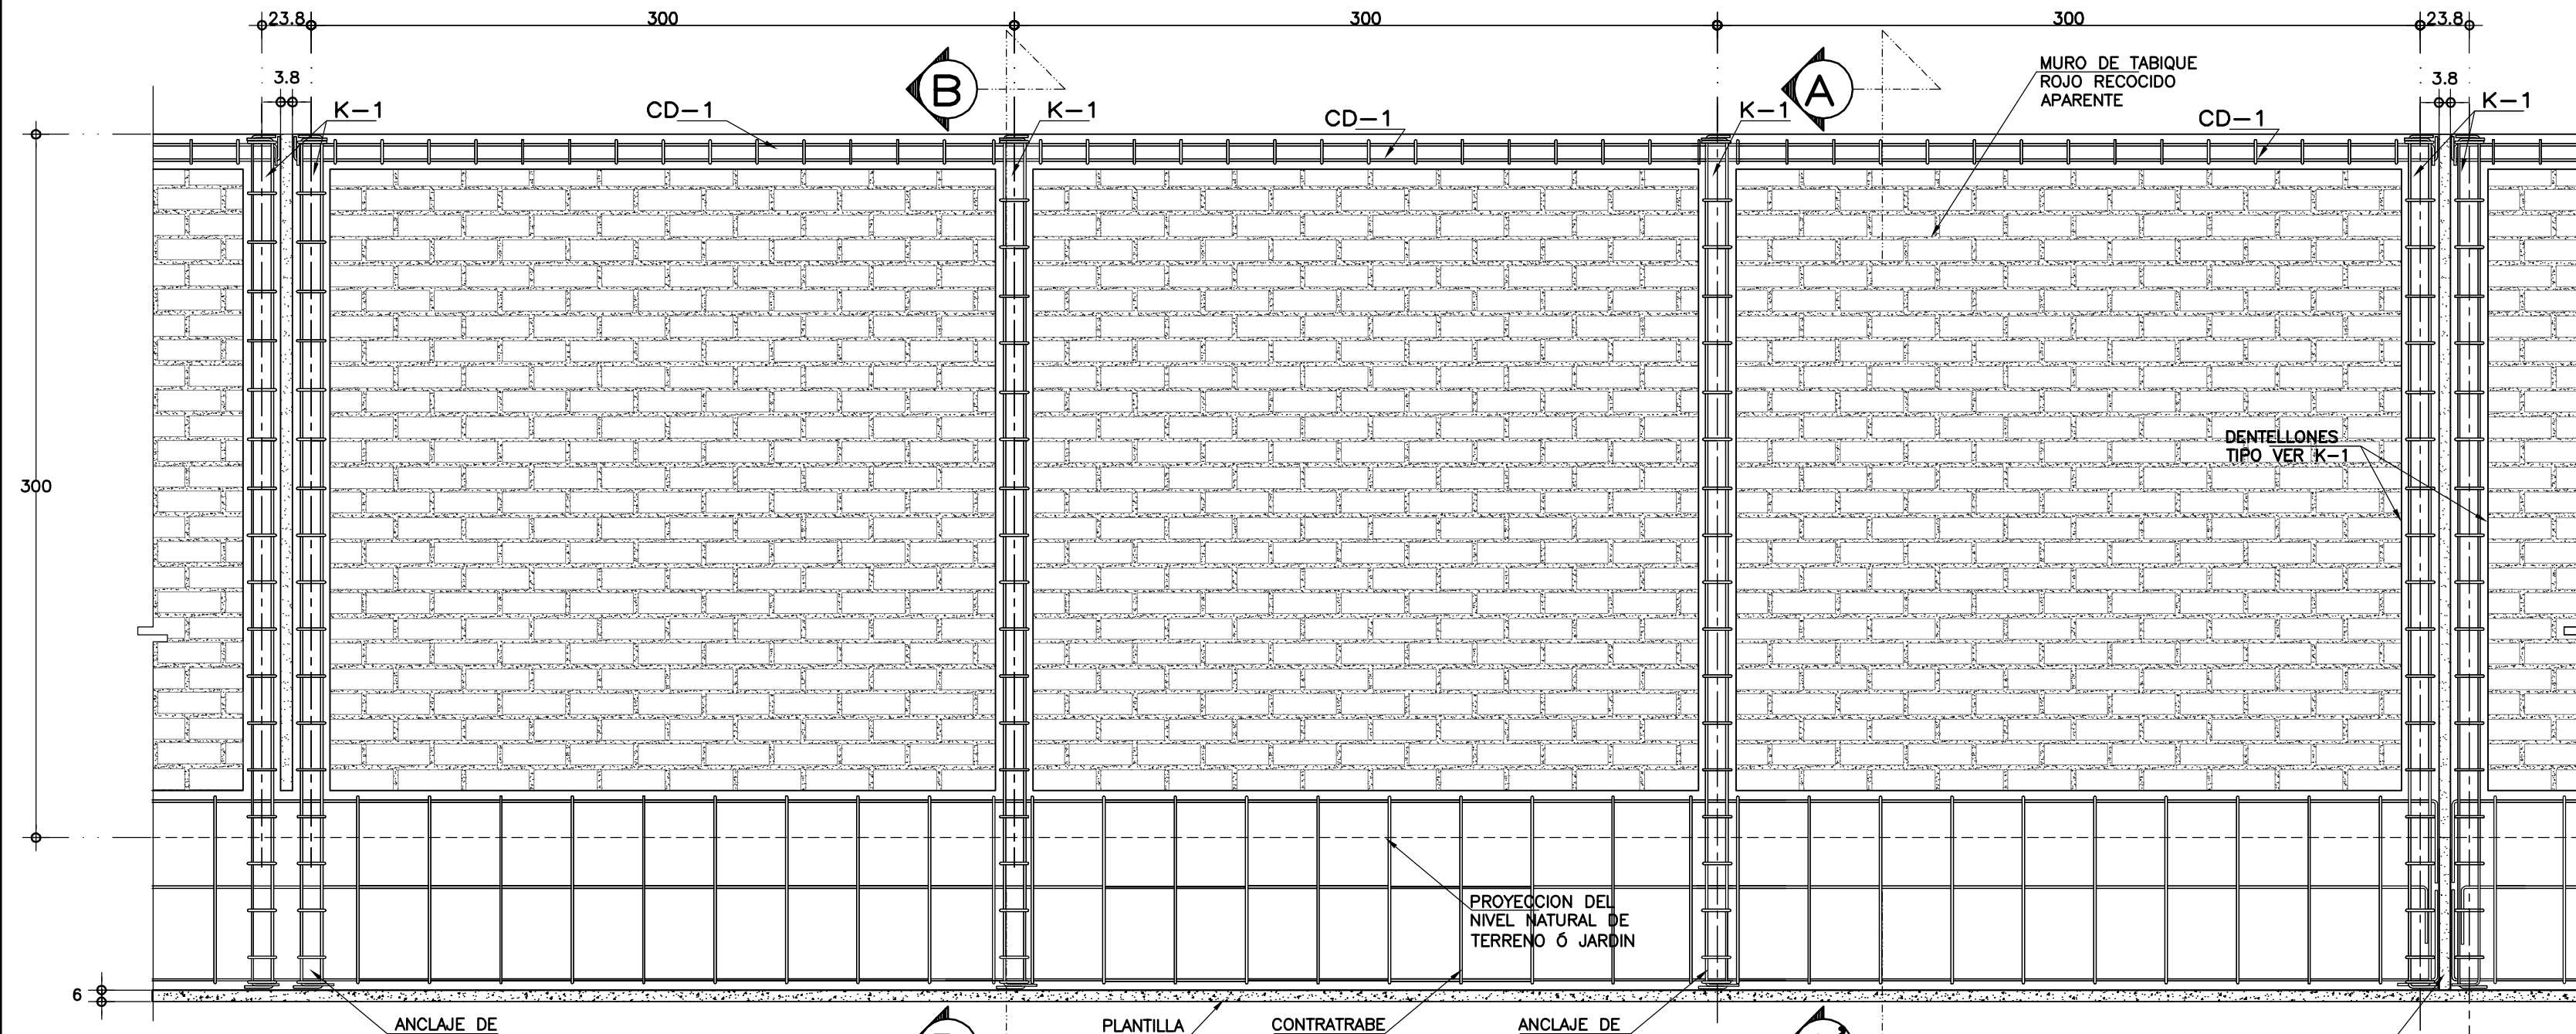 23.8
300
300
300
23.8
3.8
3.8
K-1
CD-1
B
K-1
CD-1
A
K-1
CD-1
K-1
MURO DE TABIQUE
ROJO RECOCIDO
APARENTE
300
DENTELLONES
TIPO VER K-1
PROYECCION DEL
NIVEL NATURAL DE
TERRENO Ó JARDIN
6
ANCLAJE DE
PLANTILLA
CONTRATRABE
ANCLAJE DE